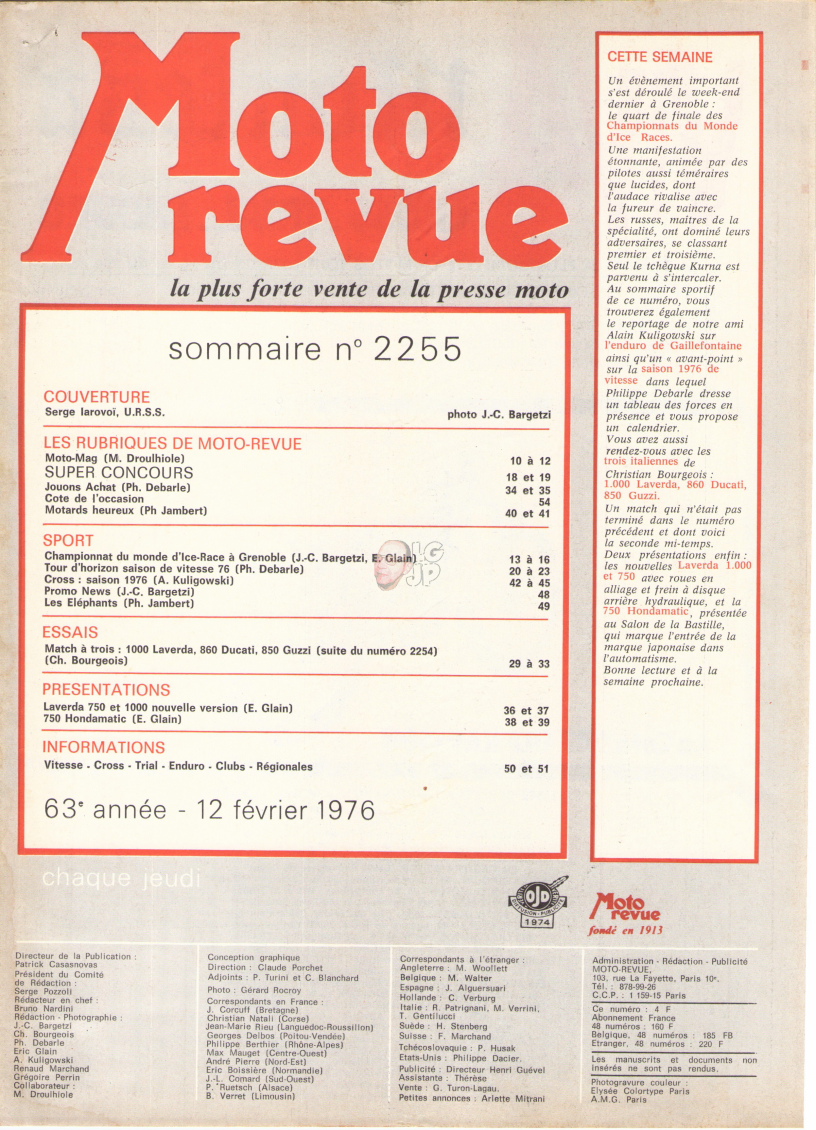 Moto
revue
la plus forte vente de la presse moto
sommaire n° 2255
COUVERTURE
Serge Iarovoï, U.R.S.S. photo J.-C. Bargetzi
LES RUBRIQUES DE MOTO-REVUE
Moto-Mag (M. Droulhiole) 10 à 12
SUPER CONCOURS 18 et 19
Jouons Achat (Ph. Debarle) 34 et 35
Cote de l'occasion 54
Motards heureux (Ph Jambert) 40 et 41
SPORT
Championnat du monde d'Ice-Race à Grenoble (J.-C. Bargetzi, E. Glain) 13 à 16
Tour d'horizon saison de vitesse 76 (Ph. Debarle) 20 à 23
Cross : saison 1976 (A. Kuligowski) 42 à 45
Promo News (J.-C. Bargetzi) 48
Les Eléphants (Ph. Jambert) 49
ESSAIS
Match à trois : 1000 Laverda, 860 Ducati, 850 Guzzi (suite du numéro 2254)
(Ch. Bourgeois) 29 à 33
PRESENTATIONS
Laverda 750 et 1000 nouvelle version (E. Glain) 36 et 37
750 Hondamatic (E. Glain) 38 et 39
INFORMATIONS
Vitesse - Cross - Trial - Enduro - Clubs - Régionales 50 et 51
63e année - 12 février 1976
chaque jeudi
CETTE SEMAINE
Un évènement important
s'est déroulé le week-end
dernier à Grenoble :
le quart de finale des
Championnats du Monde
d'Ice Races.
Une manifestation
étonnante, animée par des
pilotes aussi téméraires
que lucides, dont
l'audace rivalise avec
la fureur de vaincre.
Les russes, maîtres de la
spécialité, ont dominé leurs
adversaires, se classant
premier et troisième.
Seul le tchèque Kurna est
parvenu à s'intercaler.
Au sommaire sportif
de ce numéro, vous
trouverez également
le reportage de notre ami
Alain Kuligowski sur
l'enduro de Gaillefontaine
ainsi qu'un « avant-point »
sur la saison 1976 de
vitesse dans lequel
Philippe Debarle dresse
un tableau des forces en
présence et vous propose
un calendrier.
Vous avez aussi
rendez-vous avec les
trois italiennes de
Christian Bourgeois :
1.000 Laverda, 860 Ducati,
850 Guzzi.
Un match qui n'était pas
terminé dans le numéro
précédent et dont voici
la seconde mi-temps.
Deux présentations enfin :
les nouvelles Laverda 1.000
et 750 avec roues en
alliage et frein à disque
arrière hydraulique, et la
750 Hondamatic, présentée
au Salon de la Bastille,
qui marque l'entrée de la
marque japonaise dans
l'automatisme.
Bonne lecture et à la
semaine prochaine.
OJD
DIFFUSION - PUBLICITÉ
1974
Moto
revue
fondé en 1913
Directeur de la Publication :
Patrick Casasnovas
Président du Comité
de Rédaction :
Serge Pozzoli
Rédacteur en chef :
Bruno Nardini
Rédaction - Photographie :
J.-C. Bargetzi
Ch. Bourgeois
Ph. Debarle
Eric Glain
A. Kuligowski
Renaud Marchand
Grégoire Perrin
Collaborateur :
M. Droulhiole
Conception graphique
Direction : Claude Porchet
Adjoints : P. Turini et C. Blanchard
Photo : Gérard Rocroy
Correspondants en France :
J. Corcuff (Bretagne)
Christian Natali (Corse)
Jean-Marie Rieu (Languedoc-Roussillon)
Georges Delbos (Poitou-Vendée)
Philippe Berthier (Rhône-Alpes)
Max Mauget (Centre-Ouest)
André Pierre (Nord-Est)
Eric Boissière (Normandie)
J.-L. Comard (Sud-Ouest)
P. Ruetsch (Alsace)
B. Verret (Limousin)
Correspondants à l'étranger :
Angleterre : M. Woollett
Belgique : M. Walter
Espagne : J. Alguersuari
Hollande : C. Verburg
Italie : R. Patrignani, M. Verrini,
T. Gentilucci
Suède : H. Stenberg
Suisse : F. Marchand
Tchécoslovaquie : P. Husak
Etats-Unis : Philippe Dacier.
Publicité : Directeur Henri Guével
Assistante : Thérèse
Vente : G. Turon-Lagau.
Petites annonces : Arlette Mitrani
Administration - Rédaction - Publicité
MOTO-REVUE,
103, rue La Fayette, Paris 10e.
Tél. : 878-99-26
C.C.P. : 1 159-15 Paris
Ce numéro : 4 F
Abonnement France
48 numéros : 160 F
Belgique, 48 numéros : 185 FB
Etranger, 48 numéros : 220 F
Les manuscrits et documents non
insérés ne sont pas rendus.
Photogravure couleur :
Elysée Colortype Paris
A.M.G. Paris